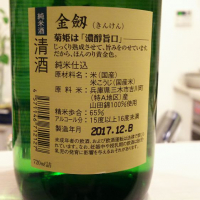 純米酒
清酒
金劔（きんけん）
菊姫は「濃醇旨口」――
じっくり熟成させて、旨みをのせています。
だから、ほんのり黄金色。
純米仕込
原材料名：米（国産）
米こうじ（国産米）
原料米：兵庫県三木市吉川町
（特A地区）産
山田錦100%使用
精米歩合：65%
アルコール分：15度以上16度未満
製造年月 2017.12.8
720ml詰